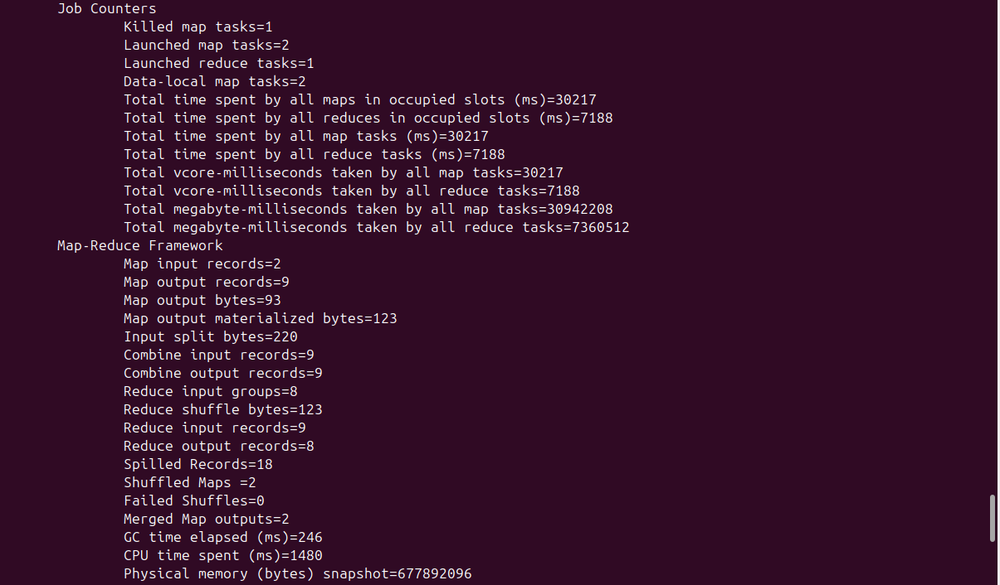 Job Counters
Killed map tasks=1
Launched map tasks=2
Launched reduce tasks=1
Data-local map tasks=2
Total time spent by all maps in occupied slots (ms)=30217
Total time spent by all reduces in occupied slots (ms)=7188
Total time spent by all map tasks (ms)=30217
Total time spent by all reduce tasks (ms)=7188
Total vcore-milliseconds taken by all map tasks=30217
Total vcore-milliseconds taken by all reduce tasks=7188
Total megabyte-milliseconds taken by all map tasks=30942208
Total megabyte-milliseconds taken by all reduce tasks=7360512
Map-Reduce Framework
Map input records=2
Map output records=9
Map output bytes=93
Map output materialized bytes=123
Input split bytes=220
Combine input records=9
Combine output records=9
Reduce input groups=8
Reduce shuffle bytes=123
Reduce input records=9
Reduce output records=8
Spilled Records=18
Shuffled Maps =2
Failed Shuffles=0
Merged Map outputs=2
GC time elapsed (ms)=246
CPU time spent (ms)=1480
Physical memory (bytes) snapshot=677892096